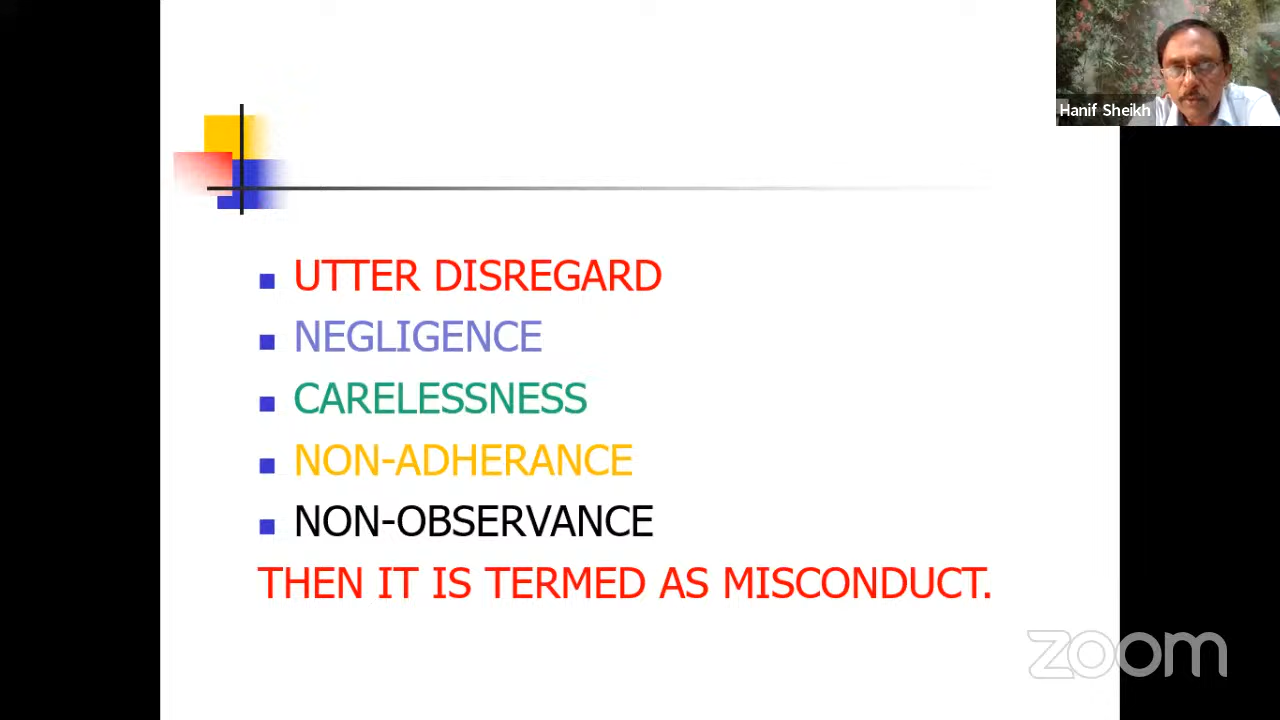 Hanif Sheikh
UTTER DISREGARD
NEGLIGENCE
CARELESSNESS
NON-ADHERANCE
NON-OBSERVANCE
THEN IT IS TERMED AS MISCONDUCT.
zoom